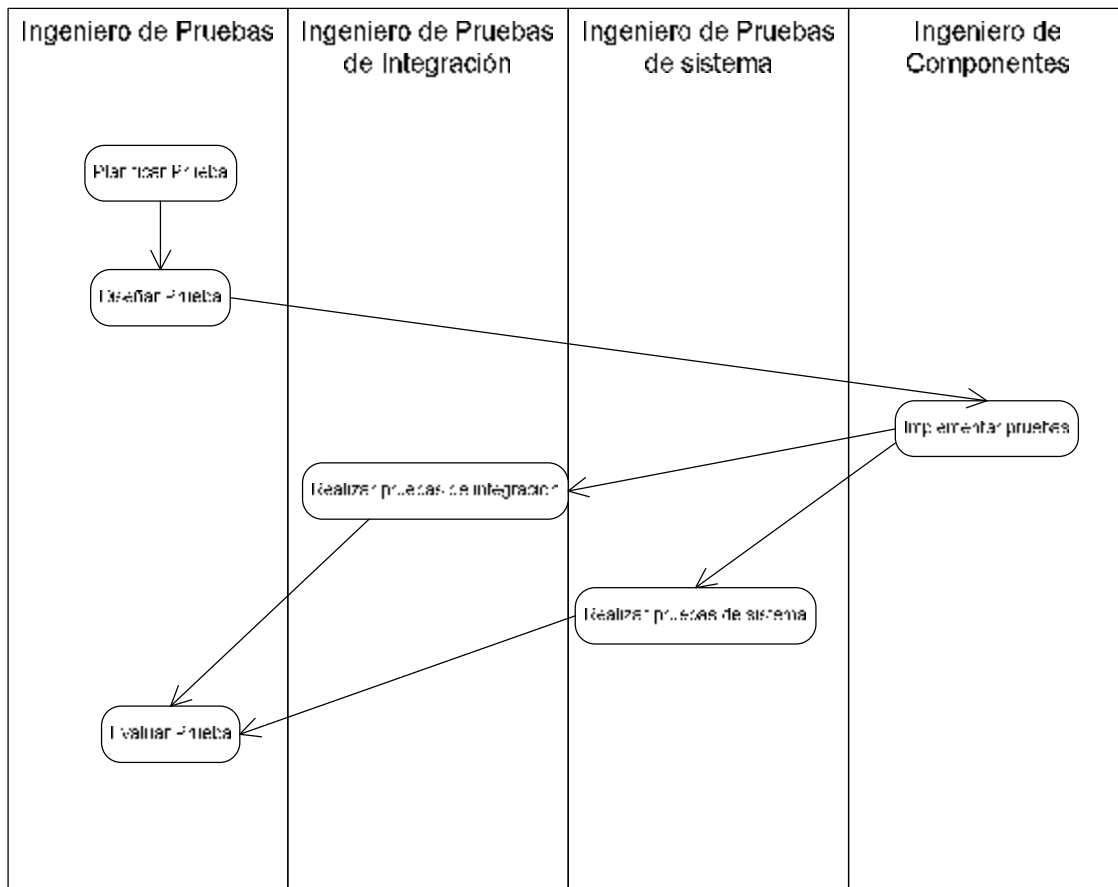 Ingeniero de Pruebas
Ingeniero de Pruebas
de Integración
Ingeniero de Pruebas
de sistema
Ingeniero de
Componentes
Planificar Prueba
Diseñar Prueba
Implementar pruebas
Realizar pruebas de integración
Realizar pruebas de sistema
Evaluar Prueba